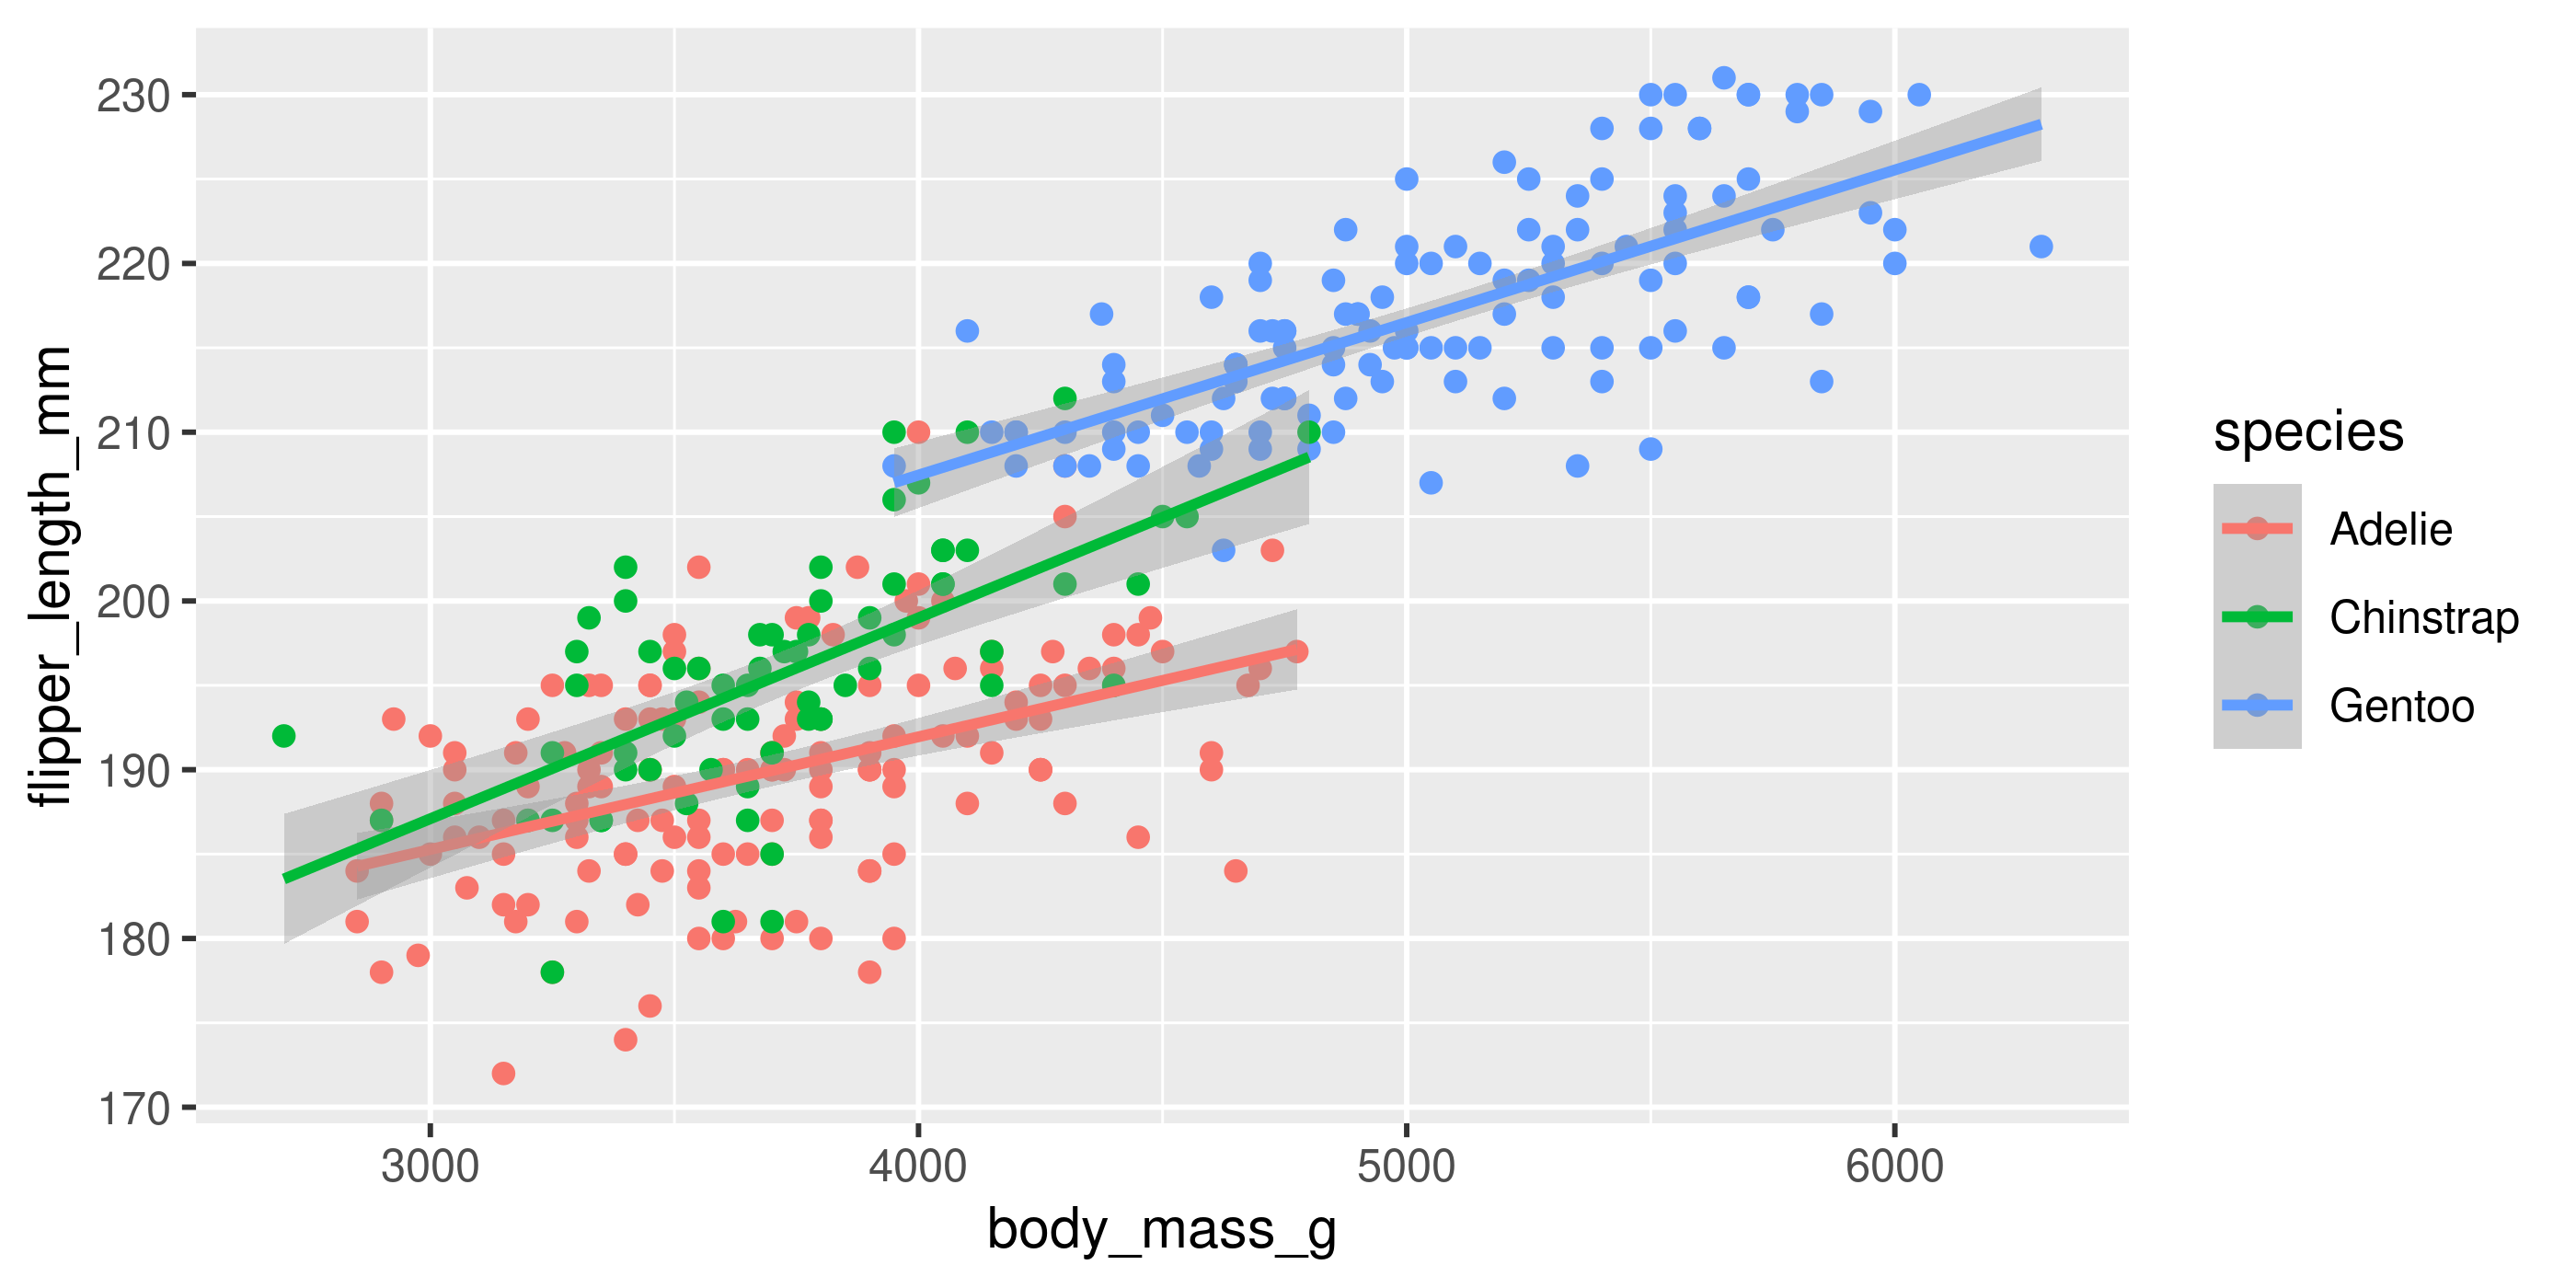 flipper_length_mm
230
220
210
200
190
180
170
3000 4000 5000 6000
body_mass_g
species
Adelie
Chinstrap
Gentoo